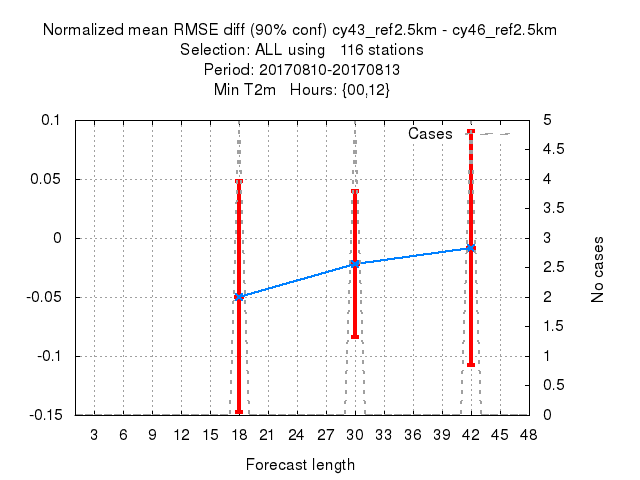 Normalized mean RMSE diff (90% conf) cy43_ref2.5km - cy46_ref2.5km
Selection: ALL using   116 stations
Period: 20170810-20170813
Min T2m   Hours: {00,12}
Cases
0.1
0.05
0
-0.05
-0.1
-0.15
5
4.5
4
3.5
3
2.5
2
1.5
1
0.5
0
No cases
3 6 9 12 15 18 21 24 27 30 33 36 39 42 45 48
Forecast length